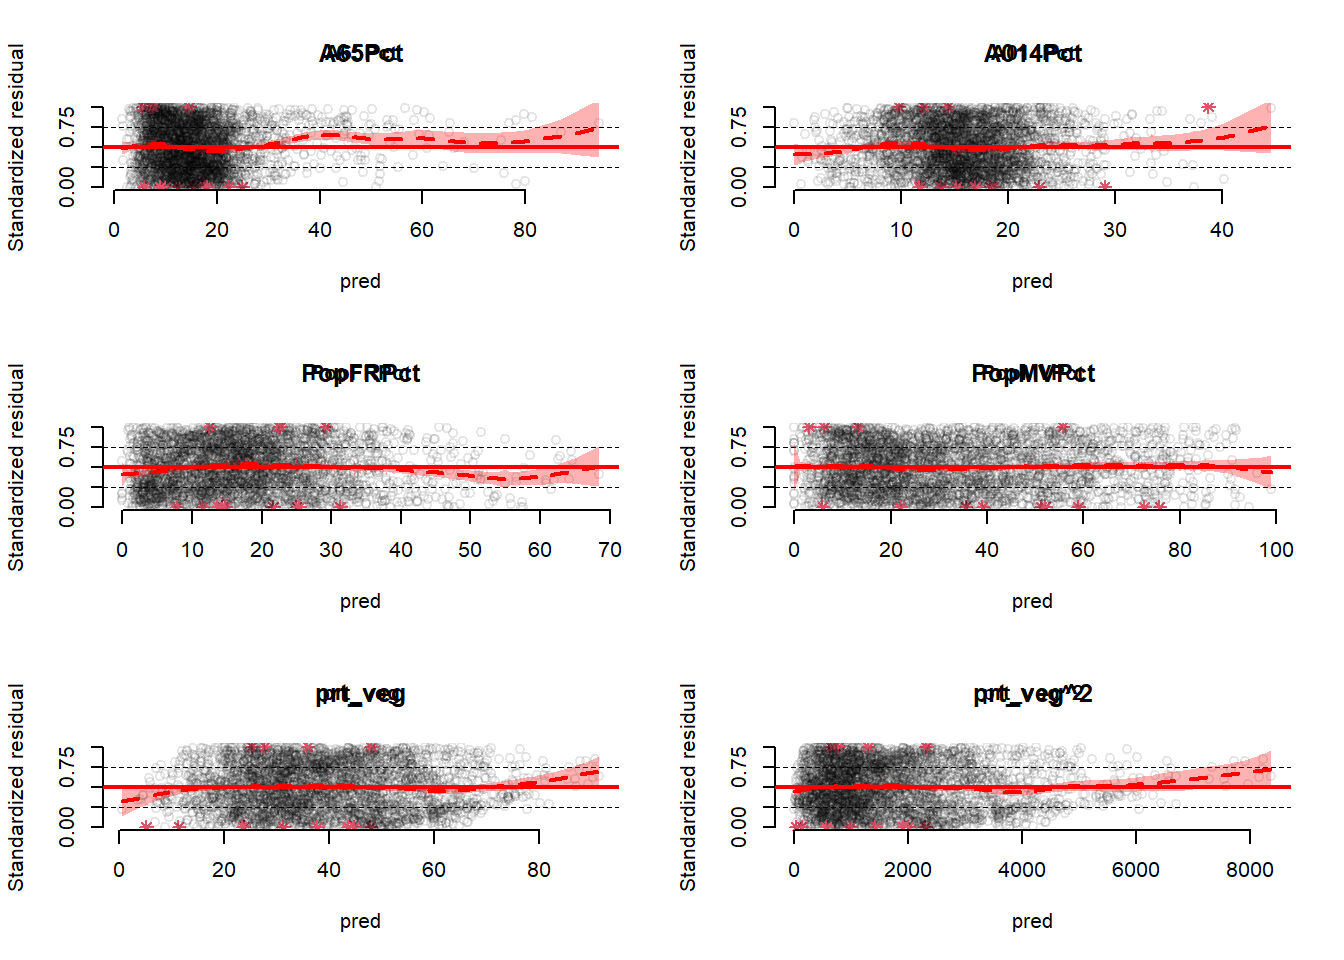 A65Pct
A014Pct
Standardized residual
0.00 0.75
0 20 40 60 80
pred
Standardized residual
0.00 0.75
0 10 20 30 40
pred
PopFRPct
PopMVPct
Standardized residual
0.00 0.75
0 10 20 30 40 50 60 70
pred
Standardized residual
0.00 0.75
0 20 40 60 80 100
pred
prt_veg
prt_veg^2
Standardized residual
0.00 0.75
0 20 40 60 80
pred
Standardized residual
0.00 0.75
0 2000 4000 6000 8000
pred